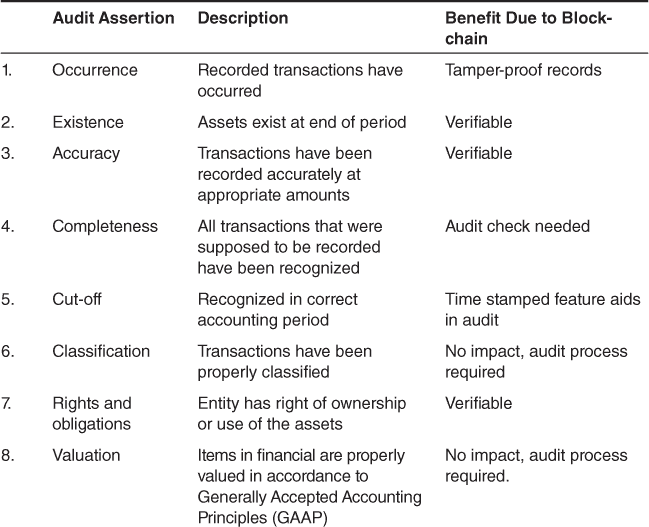 Audit Assertion Description Benefit Due to Block-
chain
1. Occurrence Recorded transactions have Tamper-proof records
occurred
2. Existence Assets exist at end of period Verifiable
3. Accuracy Transactions have been Verifiable
recorded accurately at
appropriate amounts
4. Completeness All transactions that were Audit check needed
supposed to be recorded
have been recognized
5. Cut-off Recognized in correct Time stamped feature aids
accounting period in audit
6. Classification Transactions have been No impact, audit process
properly classified required
7. Rights and Entity has right of ownership Verifiable
obligations or use of the assets
8. Valuation Items in financial are properly No impact, audit process
valued in accordance to required.
Generally Accepted Accounting
Principles (GAAP)